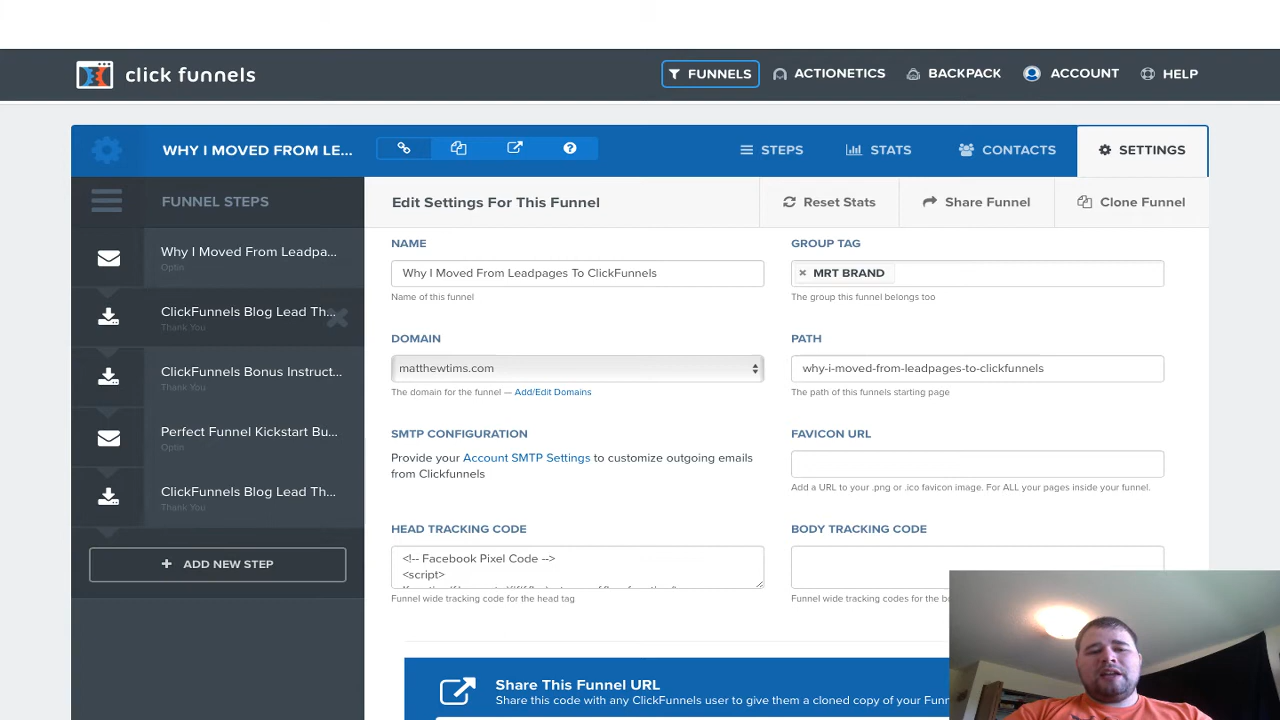 click funnels
FUNNELS
ACTIONETICS
BACKPACK
ACCOUNT
HELP
WHY I MOVED FROM LE...
STEPS
STATS
CONTACTS
SETTINGS
FUNNEL STEPS
Edit Settings For This Funnel
Reset Stats
Share Funnel
Clone Funnel
Why I Moved From Leadpa...
Optin
ClickFunnels Blog Lead Th...
Thank You
ClickFunnels Bonus Instruct...
Thank You
Perfect Funnel Kickstart Bu...
Optin
ClickFunnels Blog Lead Th...
Thank You
+ ADD NEW STEP
NAME
Why I Moved From Leadpages To ClickFunnels
Name of this funnel
GROUP TAG
× MRT BRAND
The group this funnel belongs too
DOMAIN
matthewtims.com
The domain for the funnel — Add/Edit Domains
PATH
why-i-moved-from-leadpages-to-clickfunnels
The path of this funnels starting page
SMTP CONFIGURATION
Provide your Account SMTP Settings to customize outgoing emails
from Clickfunnels
FAVICON URL
Add a URL to your .png or .ico favicon image. For ALL your pages inside your funnel.
HEAD TRACKING CODE
<!-- Facebook Pixel Code -->
<script>
Funnel wide tracking code for the head tag
BODY TRACKING CODE
Funnel wide tracking codes for the
Share This Funnel URL
Share this code with any ClickFunnels user to give them a cloned copy of your